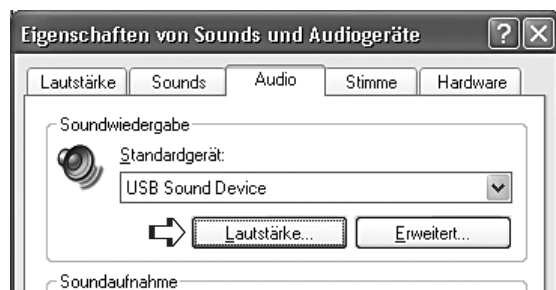 Eigenschaften von Sounds und Audiogeräte
Lautstärke Sounds Audio Stimme Hardware
Soundwiedergabe
Standardgerät:
USB Sound Device
Lautstärke... Erweitert...
Soundaufnahme